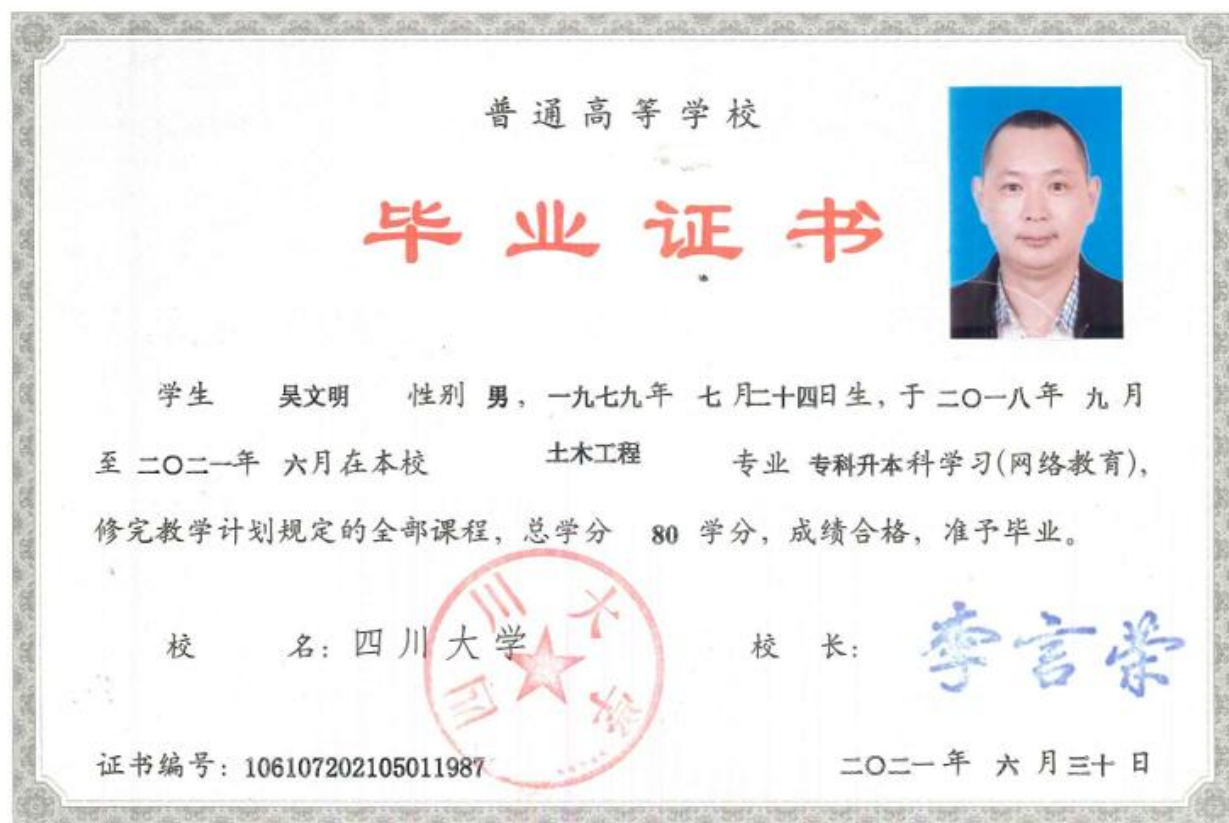 普通高等学校
毕业证书
学生 吴文明 性别 男，一九七九年 七月二十四日生，于 二〇一八年 九月
至 二〇二一年 六月在本校 土木工程 专业 专科升本科学习(网络教育)，
修完教学计划规定的全部课程，总学分 80 学分，成绩合格，准予毕业。
校 名：四川大学 校 长：李言荣
四川大学
证书编号：106107202105011987 二〇二一年 六月三十日